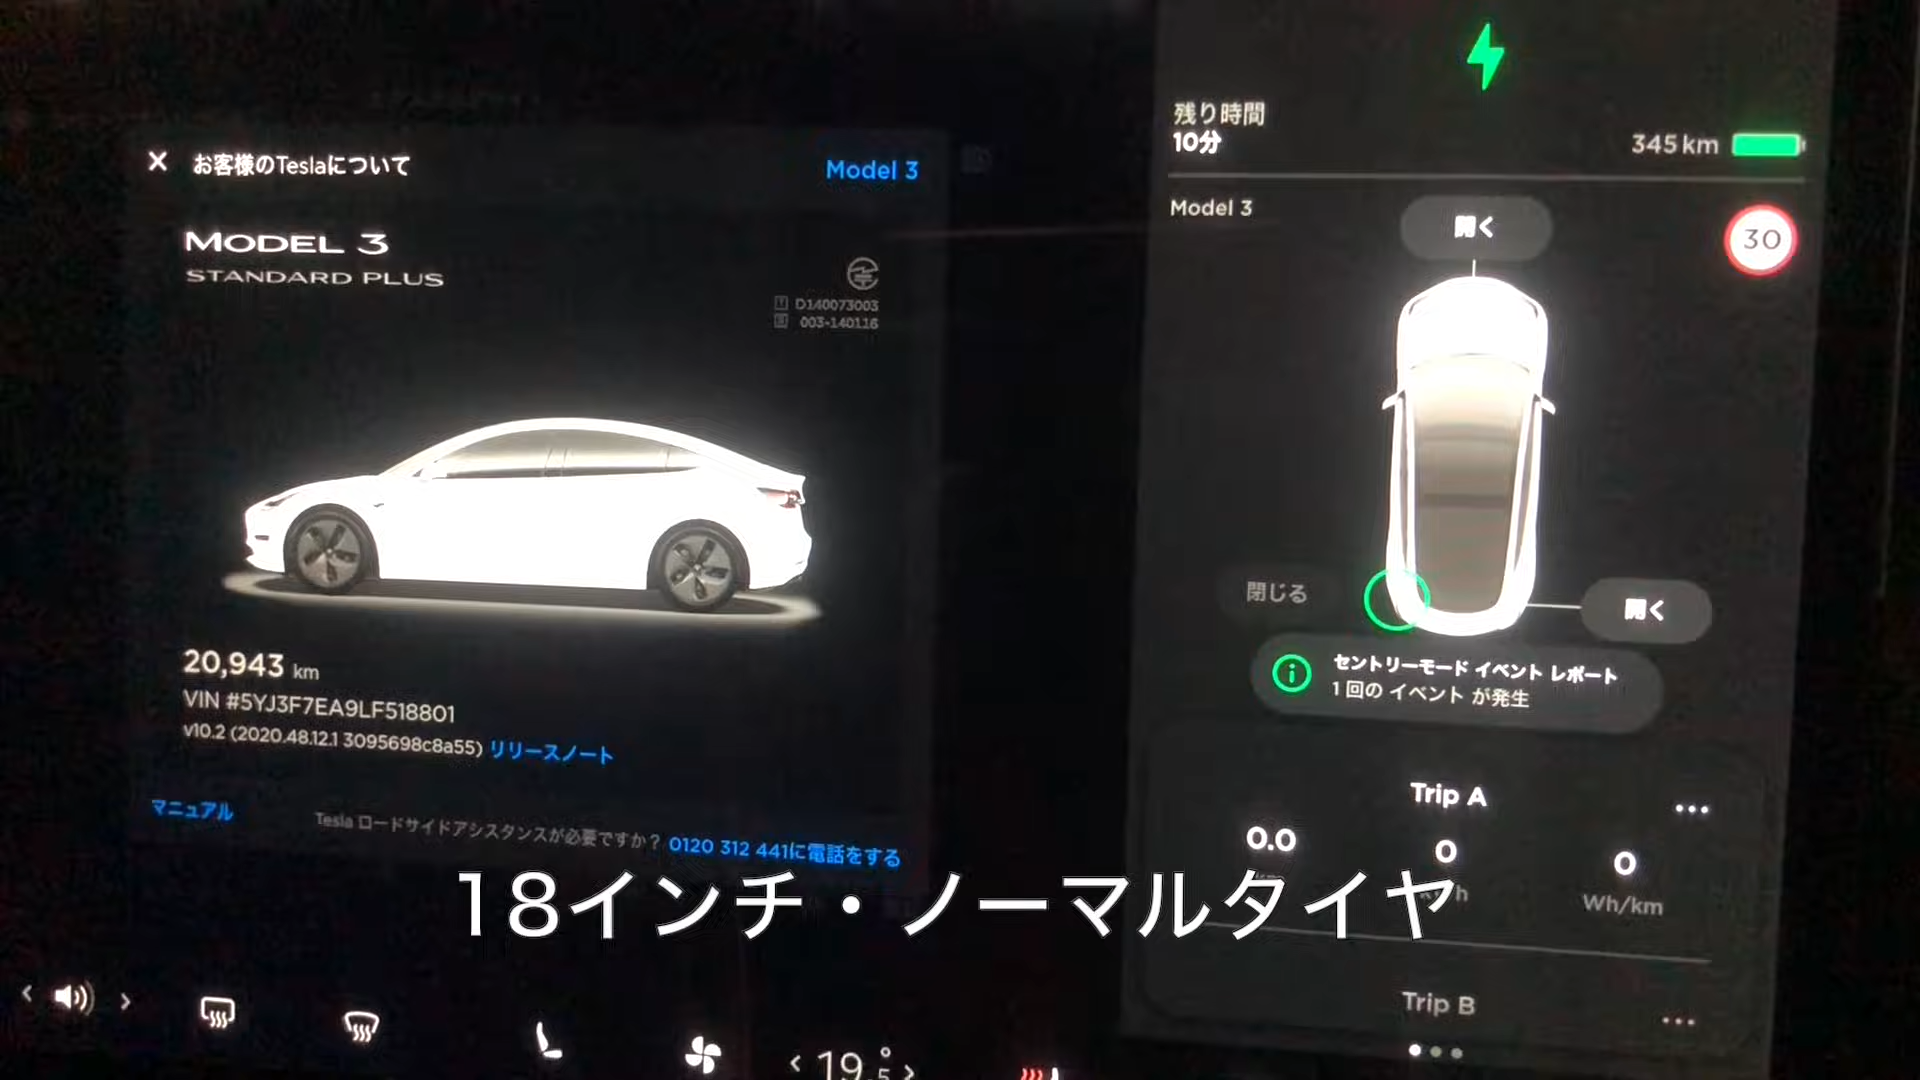 お客様のTeslaについて
Model 3
MODEL 3
STANDARD PLUS
D140073003
003-140116
20,943 km
VIN #5YJ3F7EA9LF518801
v10.2 (2020.48.12.1 3095698c8a55) リリースノート
マニュアル
Tesla ロードサイドアシスタンスが必要ですか？ 0120 312 441に電話をする
残り時間
10分
345 km
Model 3
開く
30
閉じる
開く
セントリーモード イベント レポート
1 回の イベント が発生
Trip A
0.0
0
0
Wh/km
18インチ・ノーマルタイヤ
Trip B
19.5°